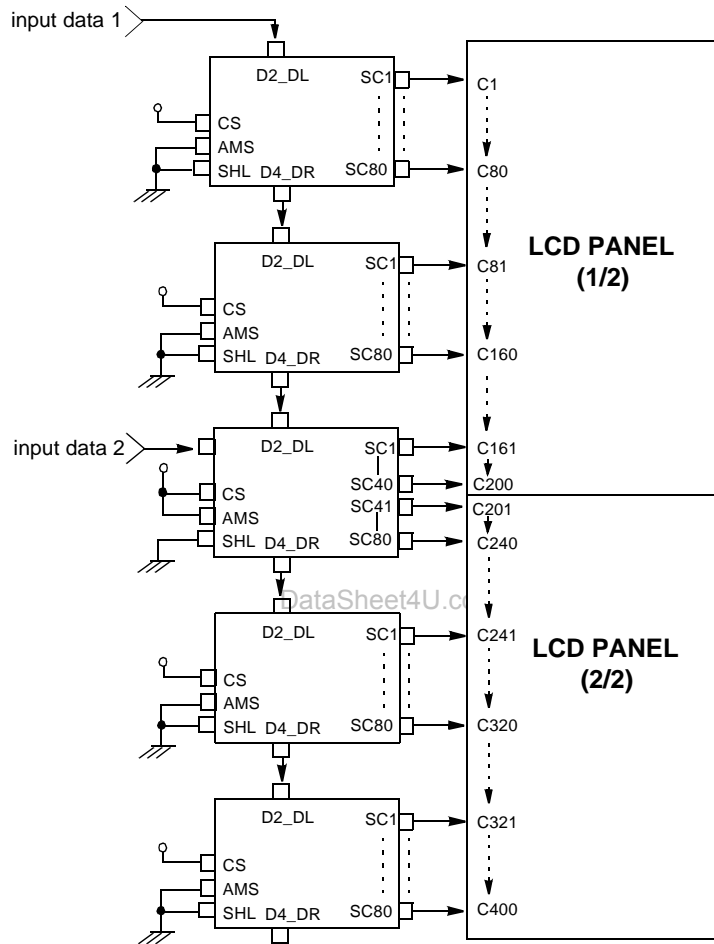 input data 1
D2_DL
SC1
C1
CS
AMS
SHL
D4_DR
SC80
C80
D2_DL
SC1
C81
LCD PANEL
(1/2)
CS
AMS
SHL
D4_DR
SC80
C160
input data 2
D2_DL
SC1
C161
SC40
C200
CS
SC41
C201
AMS
SHL
D4_DR
SC80
C240
DataSheet4U.co
D2_DL
SC1
C241
LCD PANEL
(2/2)
CS
AMS
SHL
D4_DR
SC80
C320
D2_DL
SC1
C321
CS
AMS
SHL
D4_DR
SC80
C400